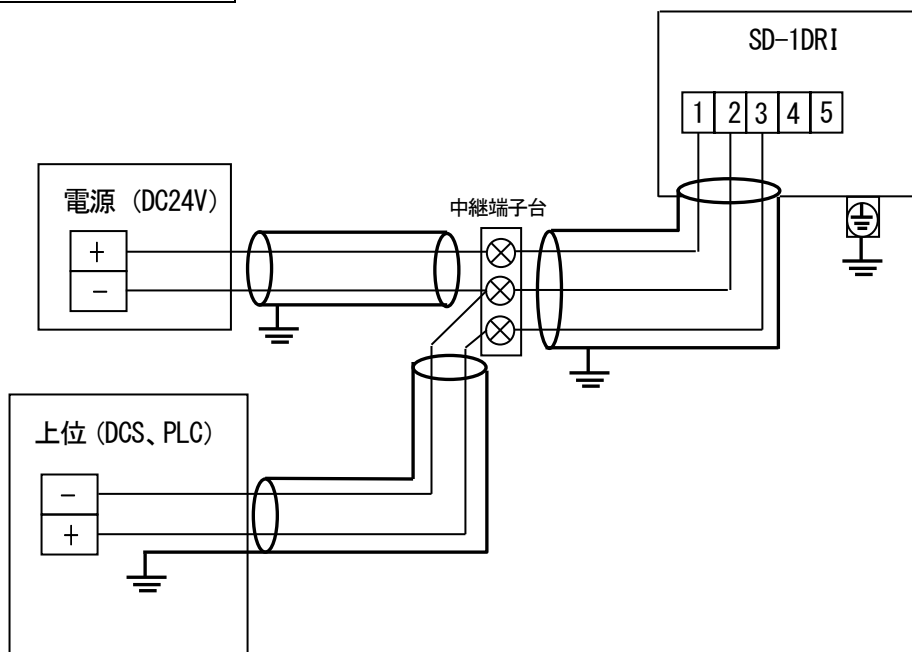 SD-1DRI
1 2 3 4 5
電源 (DC24V)
+
-
中継端子台
上位 (DCS、PLC)
-
+